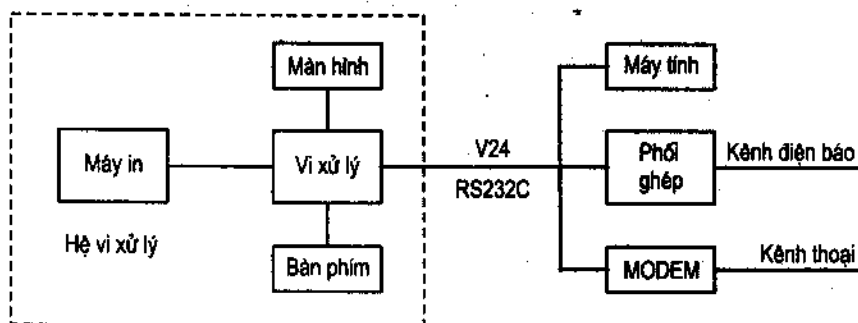 Màn hình
Máy in
Vi xử lý
Bàn phím
Hệ vi xử lý
V24
RS232C
Máy tính
Phối
ghép
Kênh điện báo
MODEM
Kênh thoại